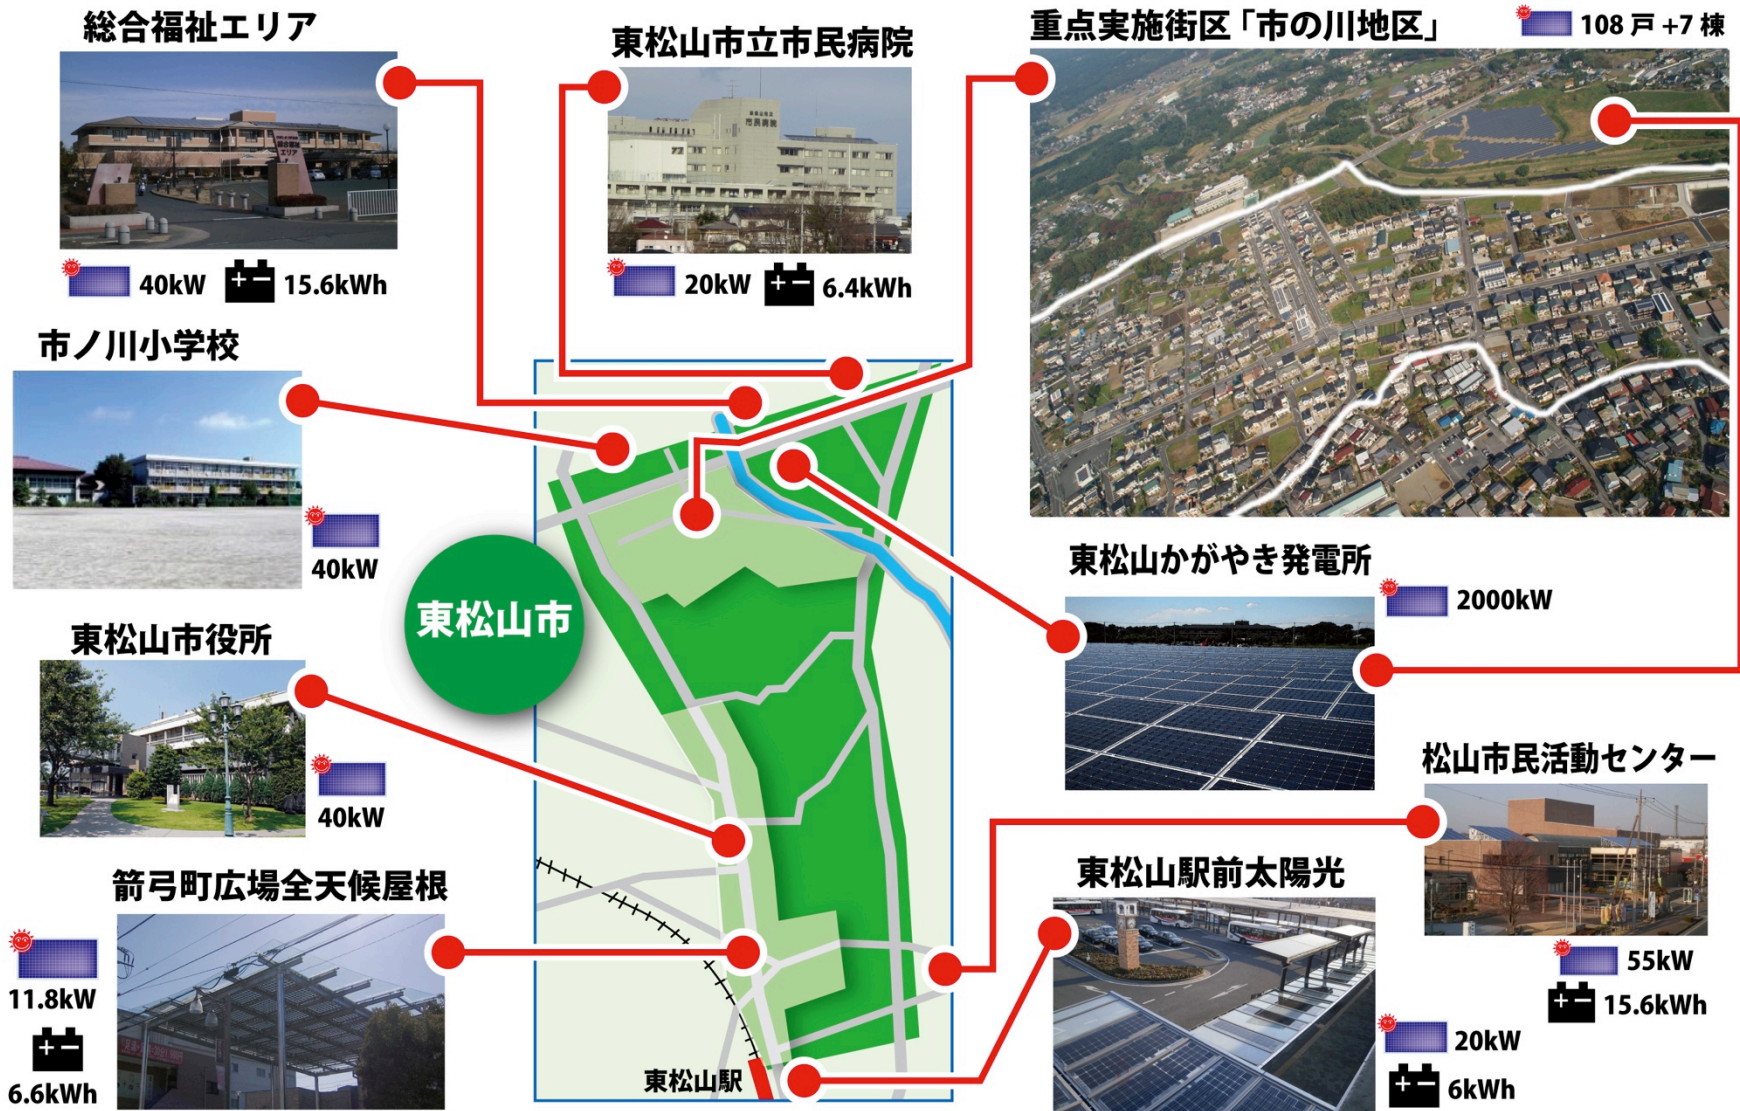 総合福祉エリア
40kW
15.6kWh
東松山市立市民病院
市民病院
20kW
6.4kWh
重点実施街区「市の川地区」
108 戸 +7 棟
市ノ川小学校
40kW
東松山市
東松山かがやき発電所
2000kW
東松山市役所
40kW
松山市民活動センター
55kW
15.6kWh
箭弓町広場全天候屋根
11.8kW
6.6kWh
東松山駅
東松山駅前太陽光
20kW
6kWh